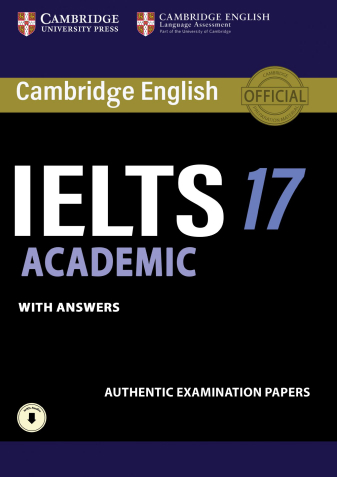 CAMBRIDGE
UNIVERSITY PRESS
CAMBRIDGE ENGLISH
Language Assessment
Part of the University of Cambridge
Cambridge English
CAMBRIDGE
OFFICIAL
IELTS 17
ACADEMIC
WITH ANSWERS
AUTHENTIC EXAMINATION PAPERS